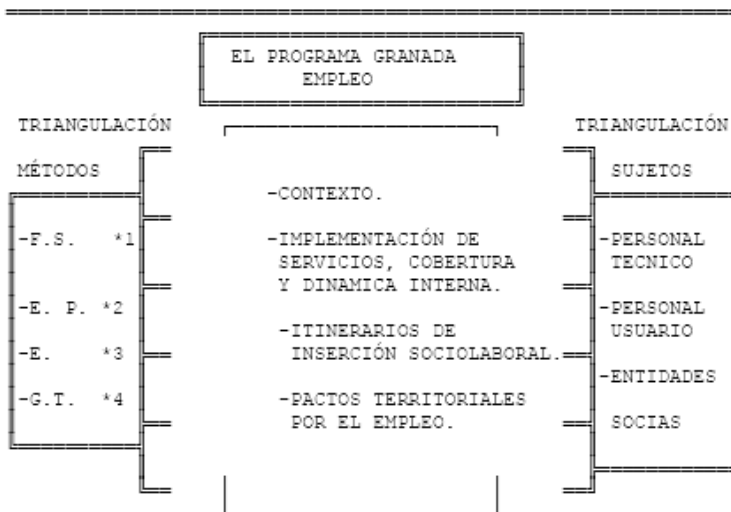 EL PROGRAMA GRANADA
EMPLEO
TRIANGULACIÓN
MÉTODOS
-F.S. *1
-E. P. *2
-E. *3
-G.T. *4
-CONTEXTO.
-IMPLEMENTACIÓN DE
SERVICIOS, COBERTURA
Y DINAMICA INTERNA.
-ITINERARIOS DE
INSERCIÓN SOCIOLABORAL.
-PACTOS TERRITORIALES
POR EL EMPLEO.
TRIANGULACIÓN
SUJETOS
-PERSONAL
TECNICO
-PERSONAL
USUARIO
-ENTIDADES
SOCIAS